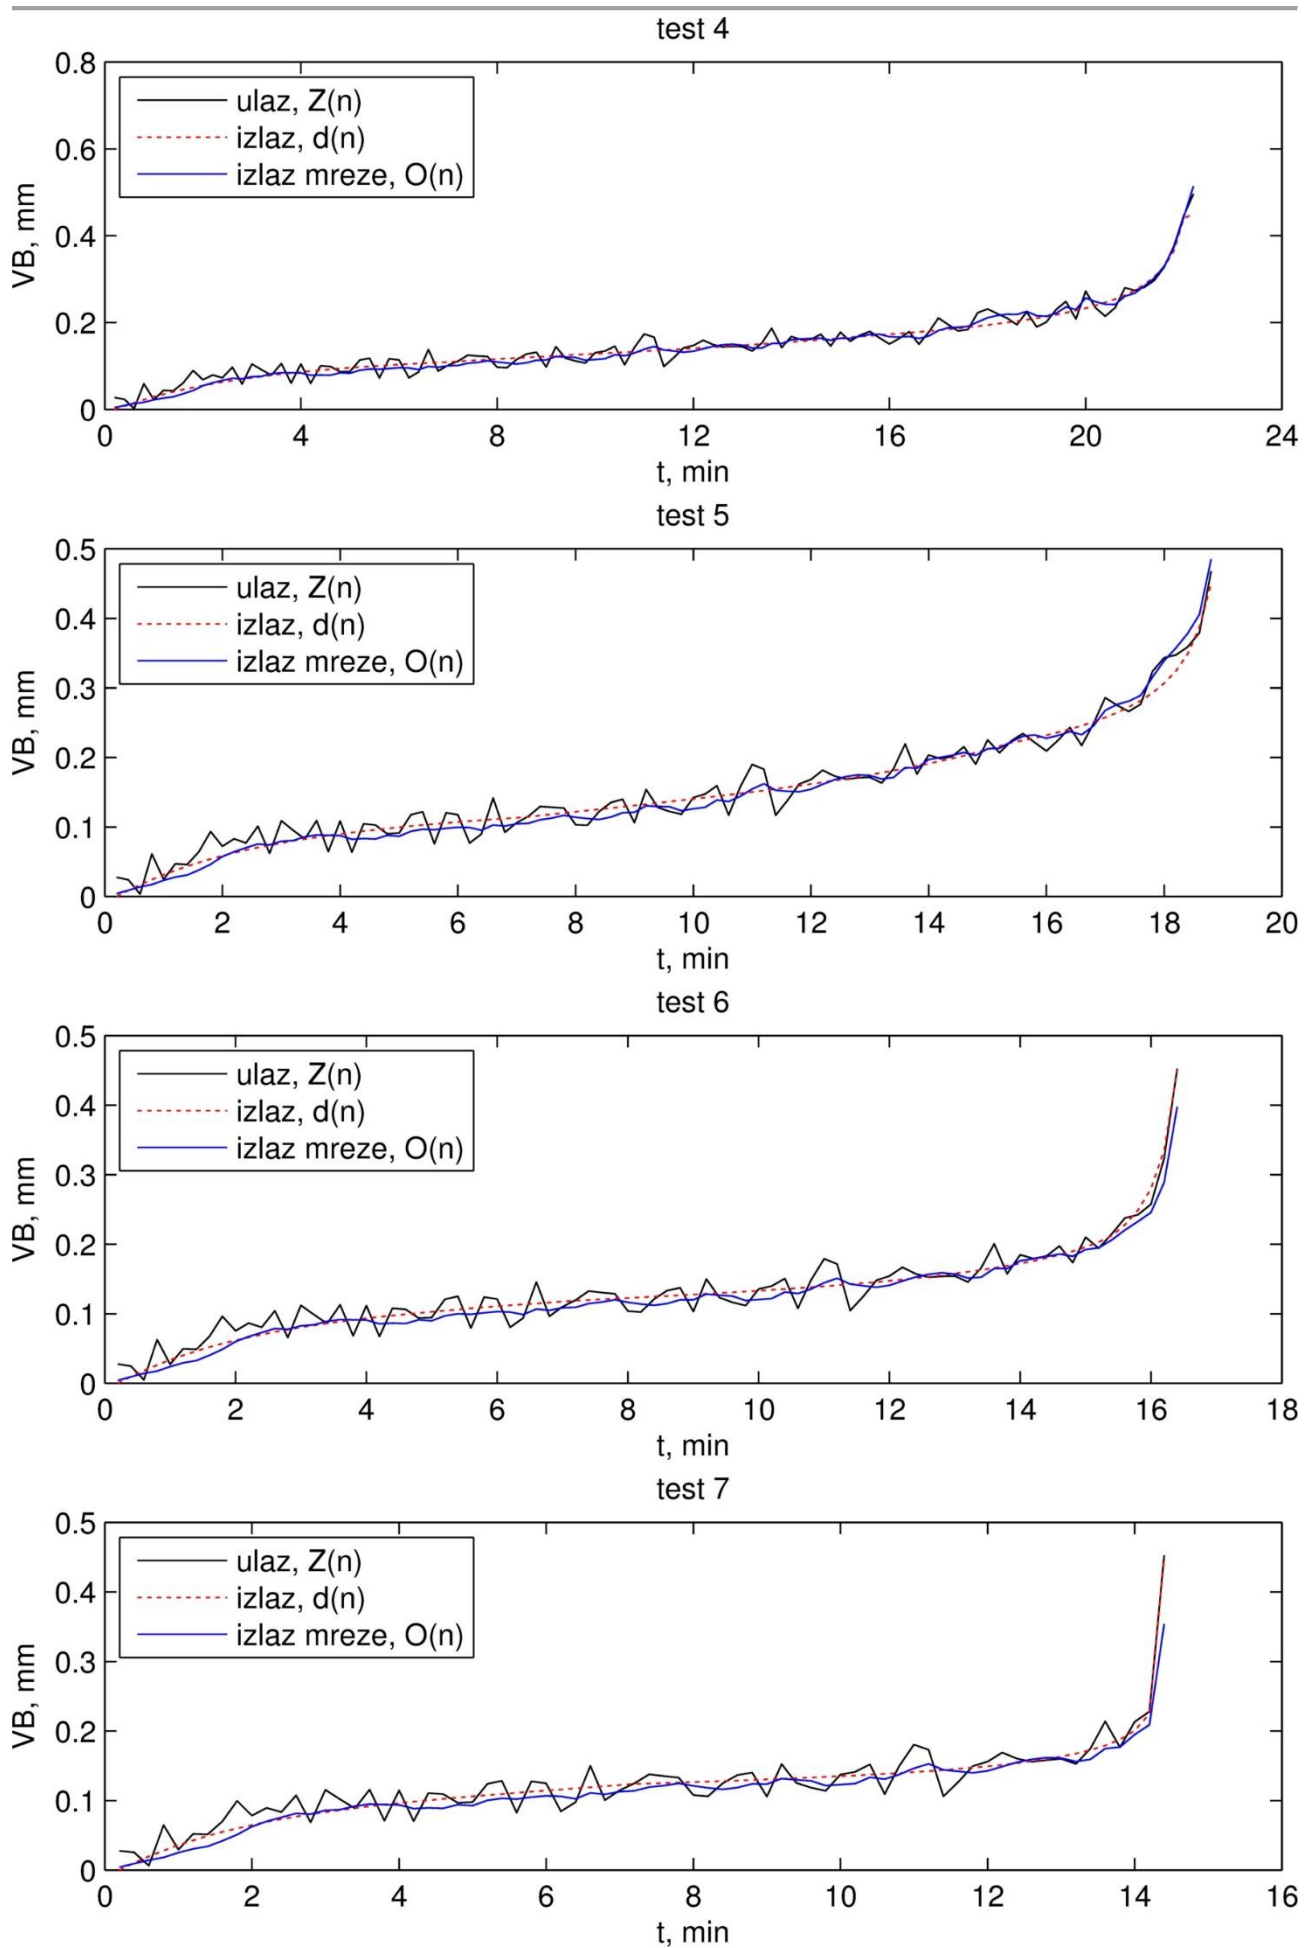 test 4
0.8
0.6
0.4
0.2
0
VB, mm
ulaz, Z(n)
izlaz, d(n)
izlaz mreze, O(n)
0 4 8 12 16 20 24
t, min
test 5
0.5
0.4
0.3
0.2
0.1
0
VB, mm
ulaz, Z(n)
izlaz, d(n)
izlaz mreze, O(n)
0 2 4 6 8 10 12 14 16 18 20
t, min
test 6
0.5
0.4
0.3
0.2
0.1
0
VB, mm
ulaz, Z(n)
izlaz, d(n)
izlaz mreze, O(n)
0 2 4 6 8 10 12 14 16 18
t, min
test 7
0.5
0.4
0.3
0.2
0.1
0
VB, mm
ulaz, Z(n)
izlaz, d(n)
izlaz mreze, O(n)
0 2 4 6 8 10 12 14 16
t, min